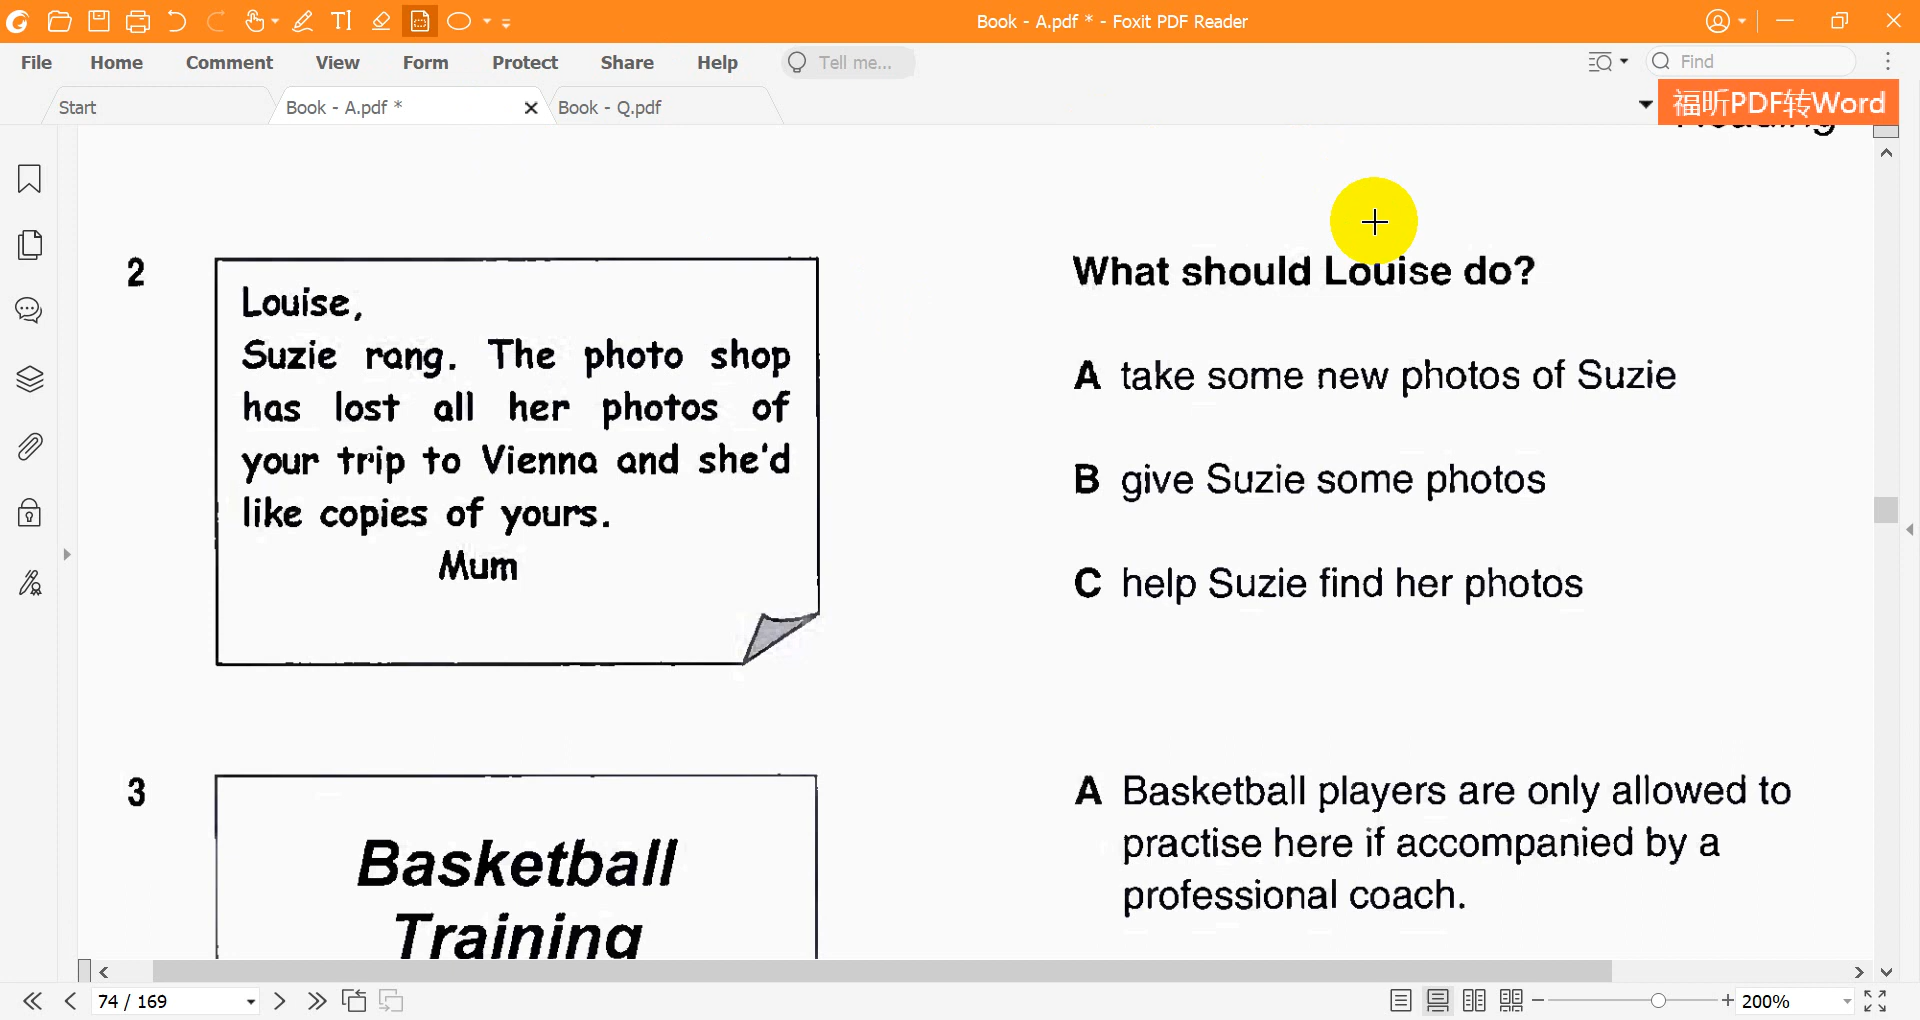 Book - A.pdf * - Foxit PDF Reader
File Home Comment View Form Protect Share Help Tell me... Find
Start Book - A.pdf * Book - Q.pdf 福昕PDF转Word
2
Louise,
Suzie rang. The photo shop
has lost all her photos of
your trip to Vienna and she'd
like copies of yours.
Mum
What should Louise do?
A take some new photos of Suzie
B give Suzie some photos
C help Suzie find her photos
3
Basketball
Training
A Basketball players are only allowed to
practise here if accompanied by a
professional coach.
74 / 169 200%